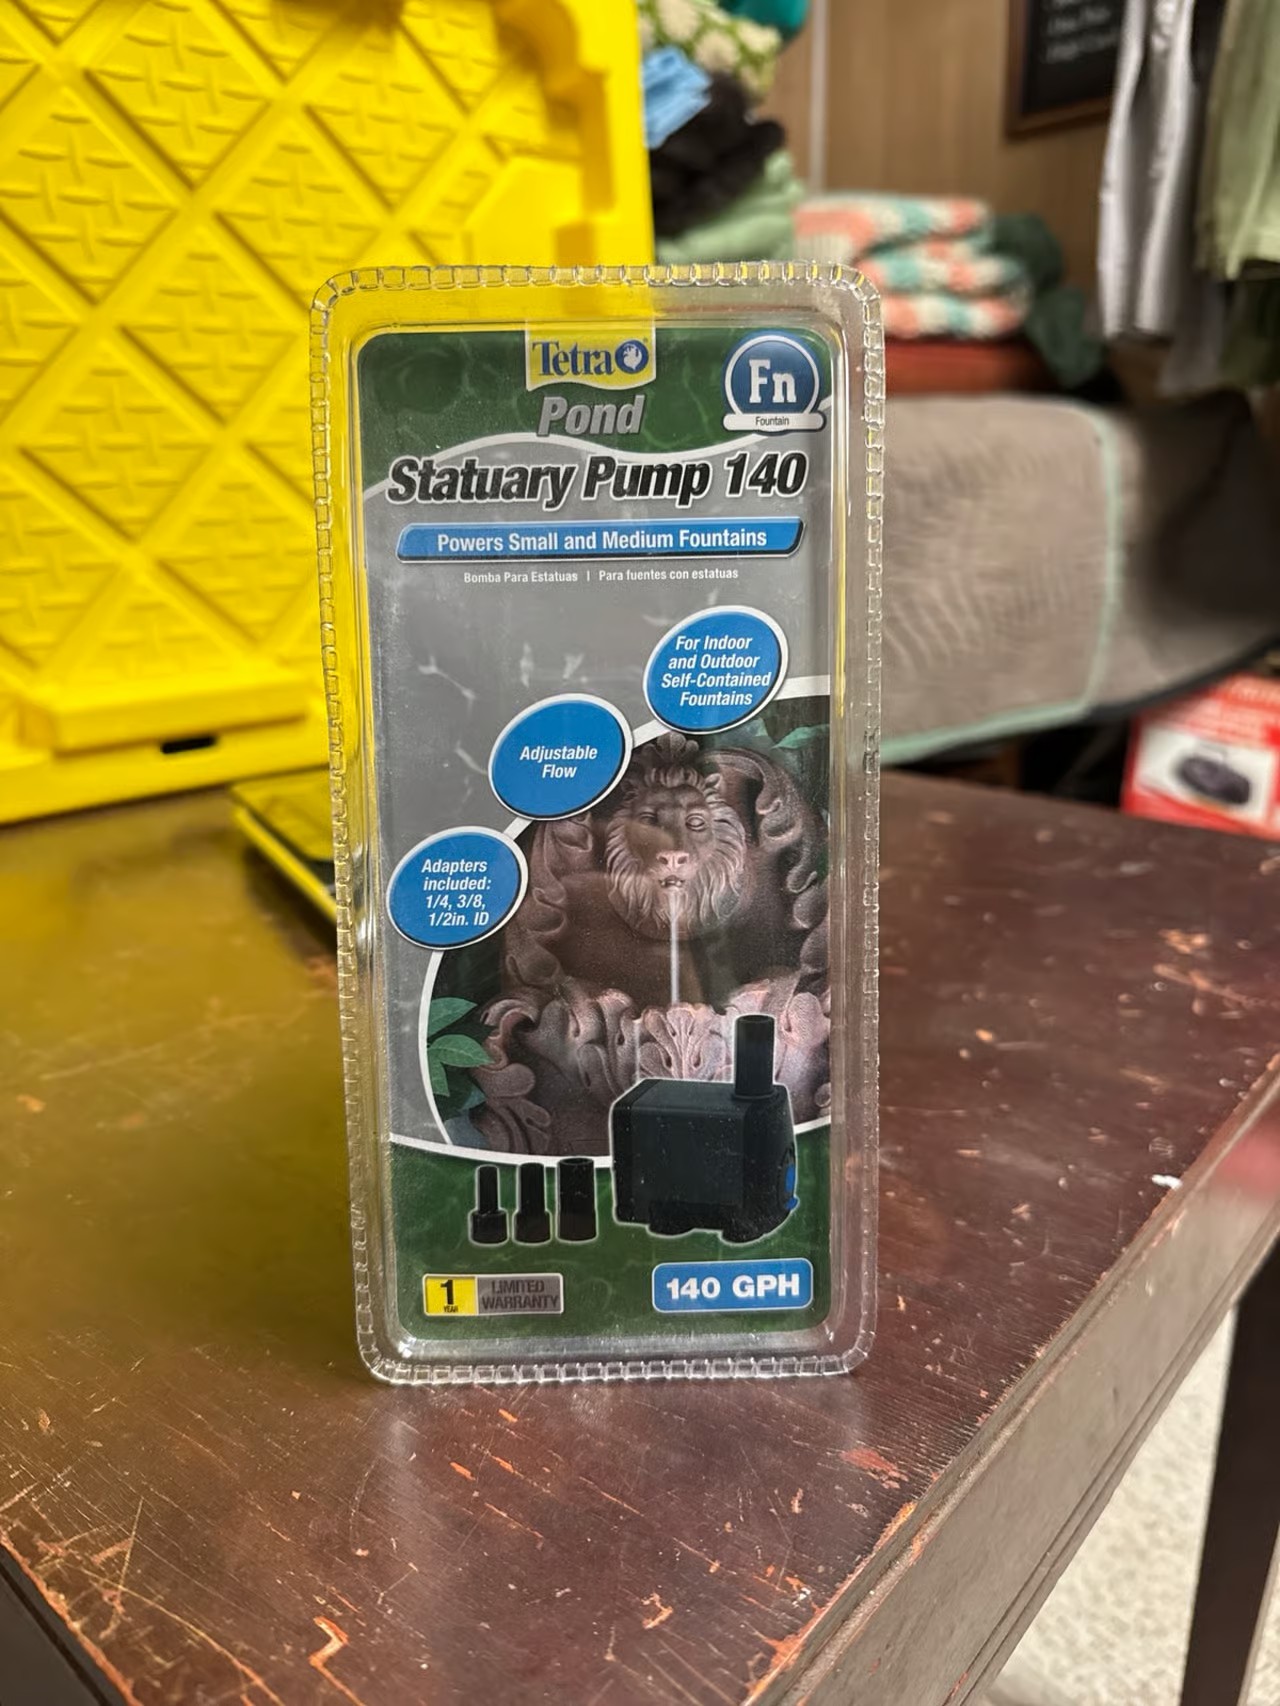 Tetra
Pond
Fn
Fountain
Statuary Pump 140
Powers Small and Medium Fountains
Bomba Para Estatuas | Para fuentes con estatuas
For Indoor
and Outdoor
Self-Contained
Fountains
Adjustable
Flow
Adapters
included:
1/4, 3/8,
1/2in. ID
1
YEAR
LIMITED
WARRANTY
140 GPH